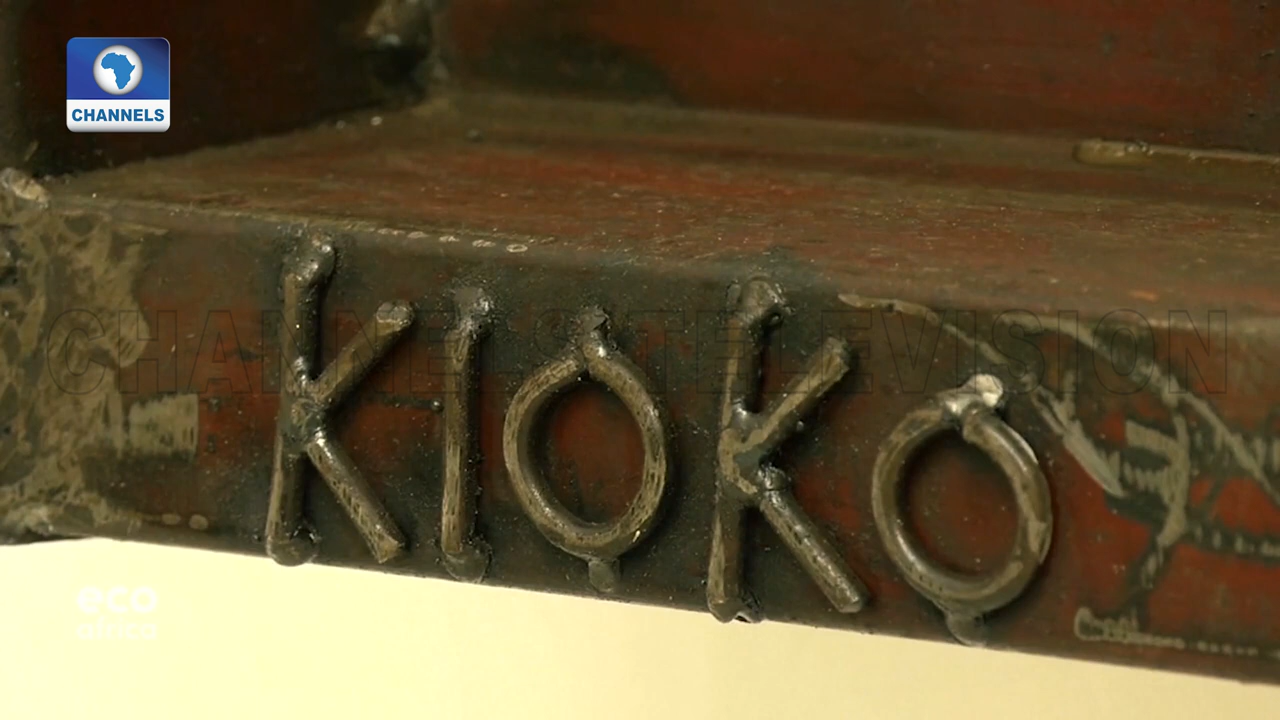 CHANNELS
KIOKO
CHANNELS TELEVISION
eco
africa